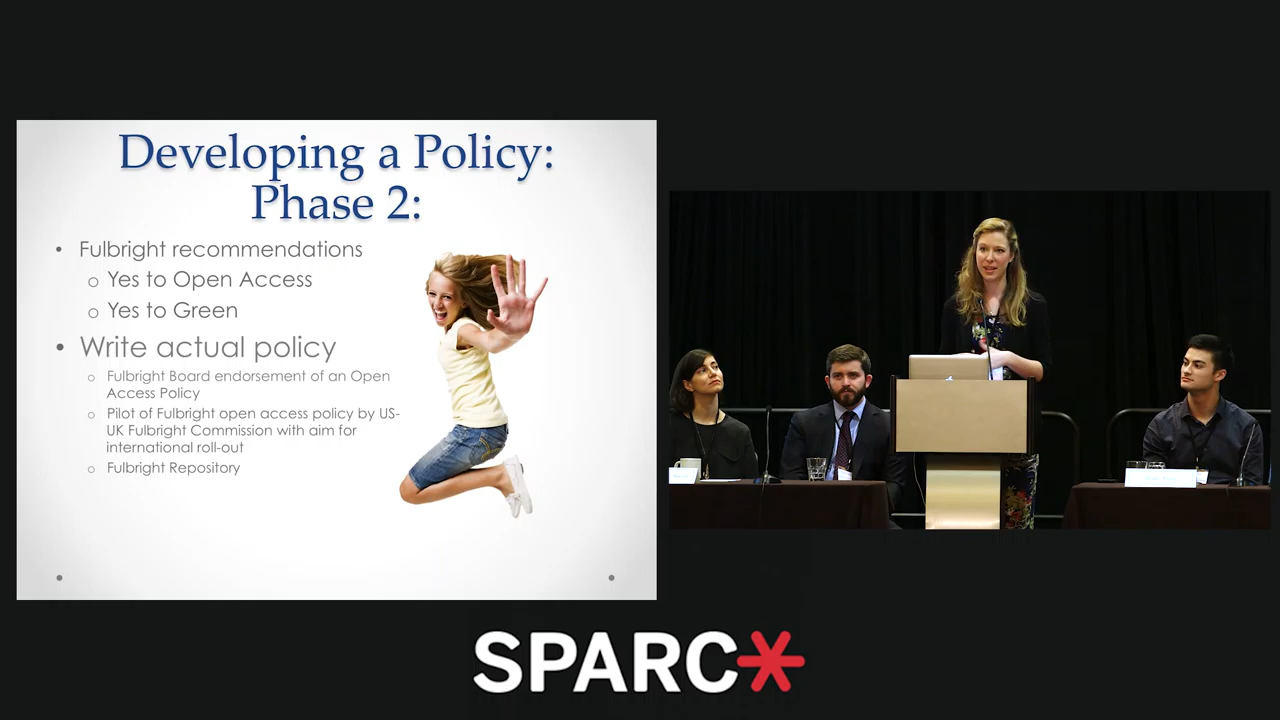 Developing a Policy:
Phase 2:
• Fulbright recommendations
o Yes to Open Access
o Yes to Green
• Write actual policy
o Fulbright Board endorsement of an Open
Access Policy
o Pilot of Fulbright open access policy by US-
UK Fulbright Commission with aim for
international roll-out
o Fulbright Repository
SPARC*